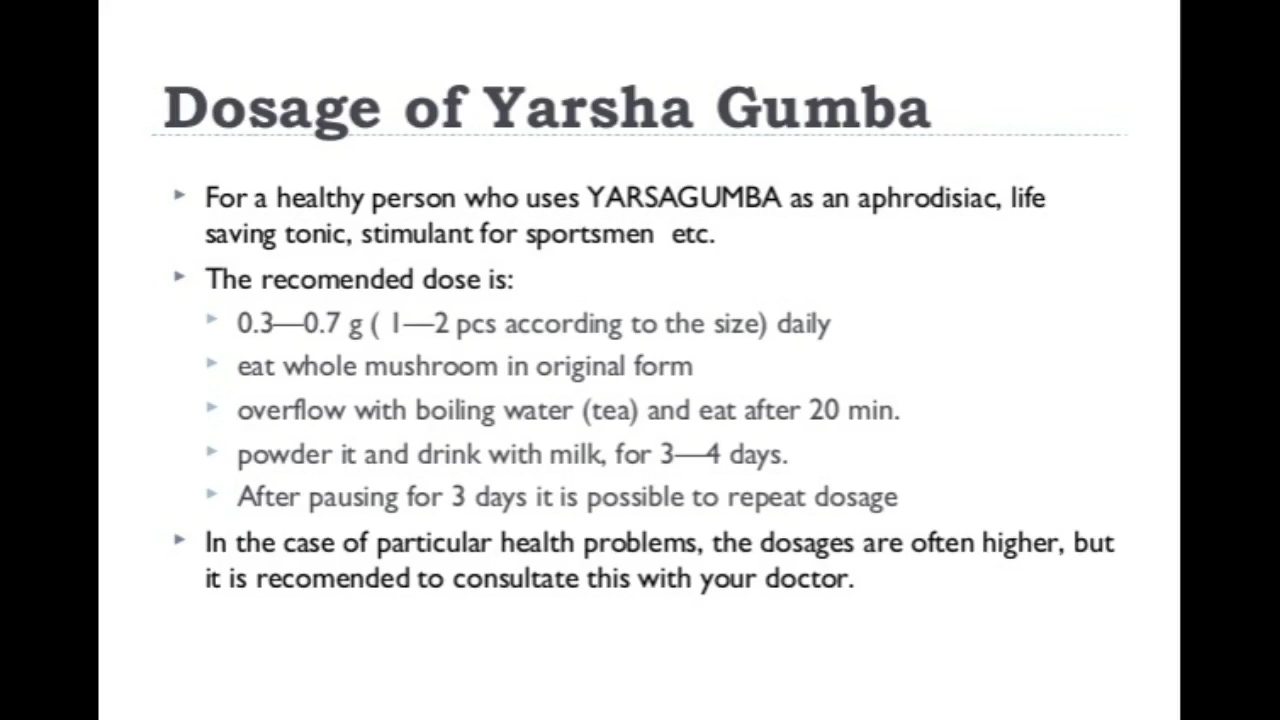 Dosage of Yarsha Gumba
For a healthy person who uses YARSAGUMBA as an aphrodisiac, life
saving tonic, stimulant for sportsmen etc.
The recomended dose is:
0.3—0.7 g ( 1—2 pcs according to the size) daily
eat whole mushroom in original form
overflow with boiling water (tea) and eat after 20 min.
powder it and drink with milk, for 3—4 days.
After pausing for 3 days it is possible to repeat dosage
In the case of particular health problems, the dosages are often higher, but
it is recomended to consultate this with your doctor.